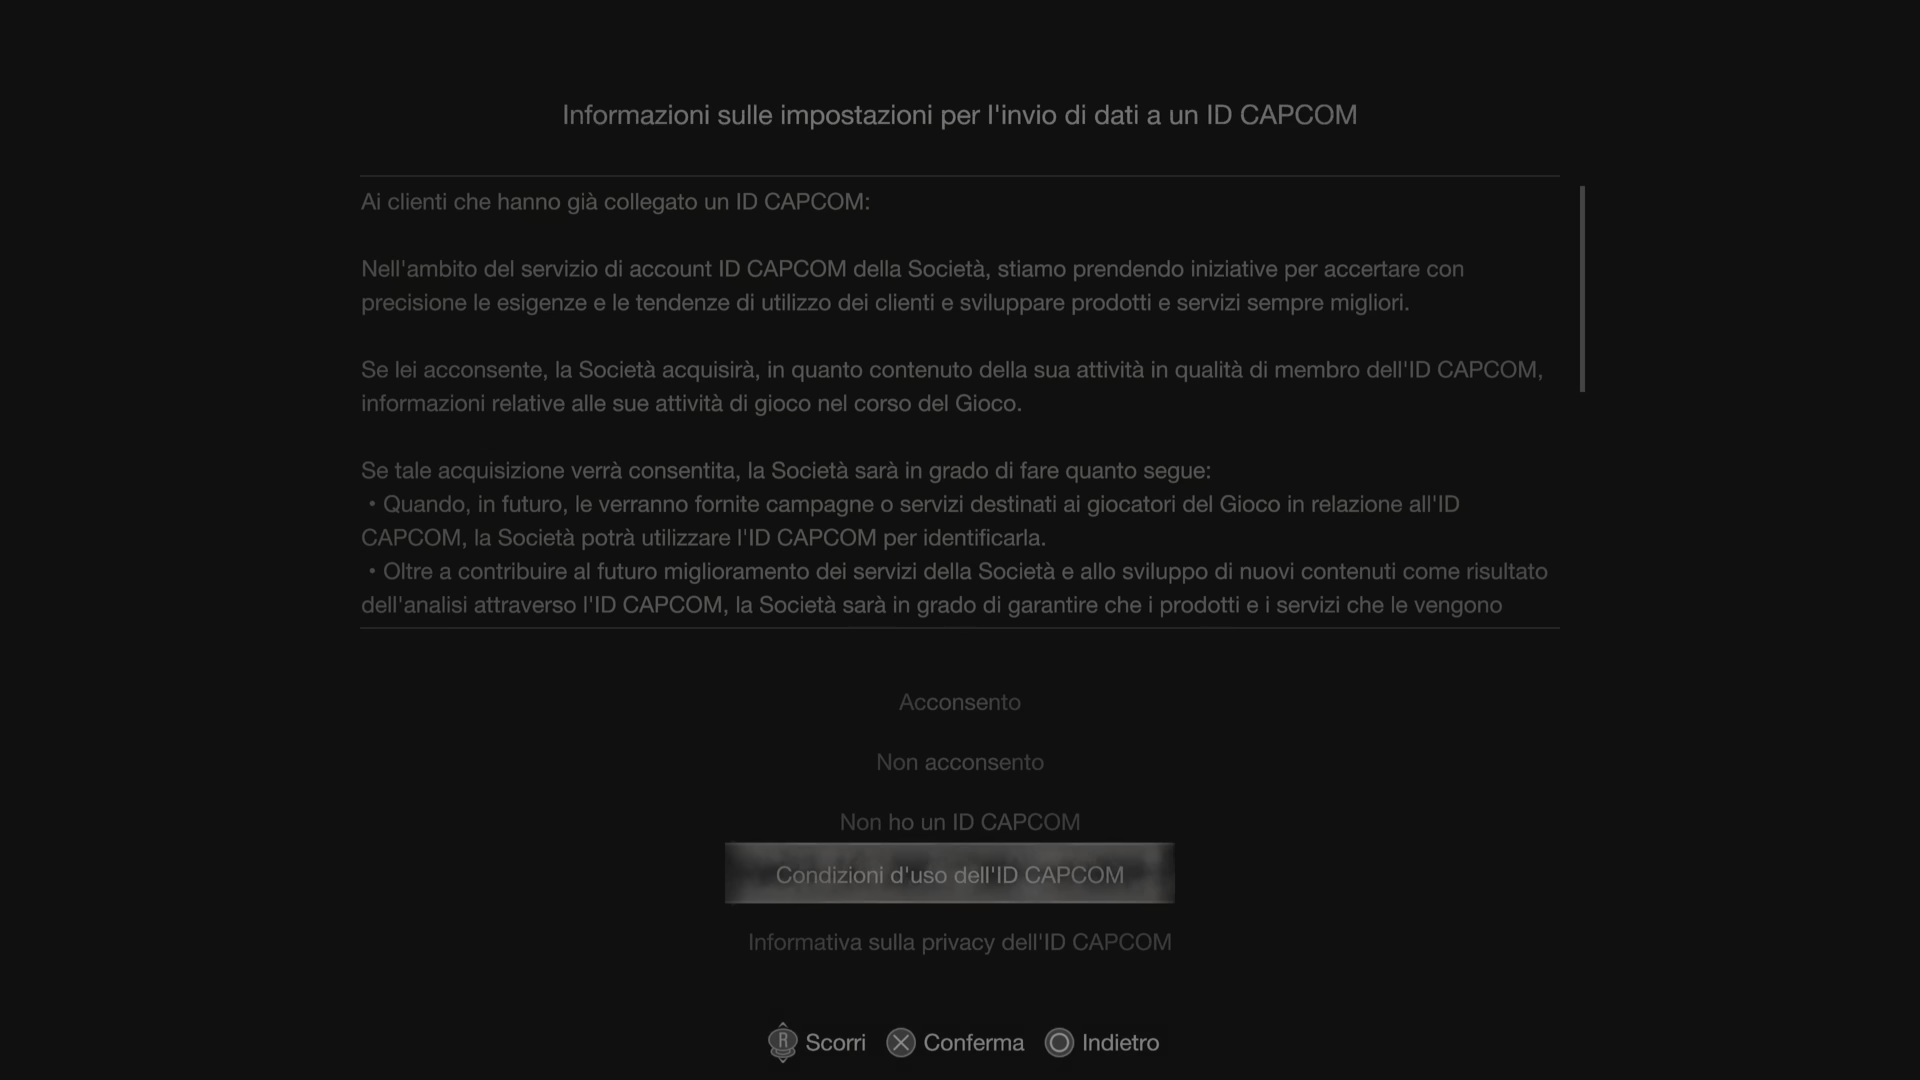 Informazioni sulle impostazioni per l'invio di dati a un ID CAPCOM
Ai clienti che hanno già collegato un ID CAPCOM:
Nell'ambito del servizio di account ID CAPCOM della Società, stiamo prendendo iniziative per accertare con
precisione le esigenze e le tendenze di utilizzo dei clienti e sviluppare prodotti e servizi sempre migliori.
Se lei acconsente, la Società acquisirà, in quanto contenuto della sua attività in qualità di membro dell'ID CAPCOM,
informazioni relative alle sue attività di gioco nel corso del Gioco.
Se tale acquisizione verrà consentita, la Società sarà in grado di fare quanto segue:
・Quando, in futuro, le verranno fornite campagne o servizi destinati ai giocatori del Gioco in relazione all'ID
CAPCOM, la Società potrà utilizzare l'ID CAPCOM per identificarla.
・Oltre a contribuire al futuro miglioramento dei servizi della Società e allo sviluppo di nuovi contenuti come risultato
dell'analisi attraverso l'ID CAPCOM, la Società sarà in grado di garantire che i prodotti e i servizi che le vengono
Acconsento
Non acconsento
Non ho un ID CAPCOM
Condizioni d'uso dell'ID CAPCOM
Informativa sulla privacy dell'ID CAPCOM
R Scorri Conferma Indietro